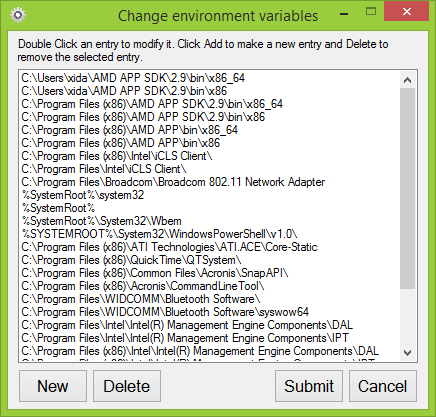 Change environment variables
Double Click an entry to modify it. Click Add to make a new entry and Delete to
remove the selected entry.
C:\Users\xida\AMD APP SDK\2.9\bin\x86_64
C:\Users\xida\AMD APP SDK\2.9\bin\x86
C:\Program Files (x86)\AMD APP SDK\2.9\bin\x86_64
C:\Program Files (x86)\AMD APP SDK\2.9\bin\x86
C:\Program Files (x86)\AMD APP\bin\x86_64
C:\Program Files (x86)\AMD APP\bin\x86
C:\Program Files (x86)\Intel\iCLS Client\
C:\Program Files\Intel\iCLS Client\
C:\Program Files\Broadcom\Broadcom 802.11 Network Adapter
%SystemRoot%\system32
%SystemRoot%
%SystemRoot%\System32\Wbem
%SYSTEMROOT%\System32\WindowsPowerShell\v1.0\
C:\Program Files (x86)\ATI Technologies\ATI.ACE\Core-Static
C:\Program Files (x86)\QuickTime\QTSystem\
C:\Program Files (x86)\Common Files\Acronis\SnapAPI\
C:\Program Files (x86)\Acronis\CommandLineTool\
C:\Program Files\WIDCOMM\Bluetooth Software\
C:\Program Files\WIDCOMM\Bluetooth Software\syswow64
C:\Program Files\Intel\Intel(R) Management Engine Components\DAL
C:\Program Files\Intel\Intel(R) Management Engine Components\IPT
C:\Program Files (x86)\Intel\Intel(R) Management Engine Components\DAL
C:\Program Files (x86)\Intel\Intel(R) Management Engine Components\IPT
New Delete Submit Cancel